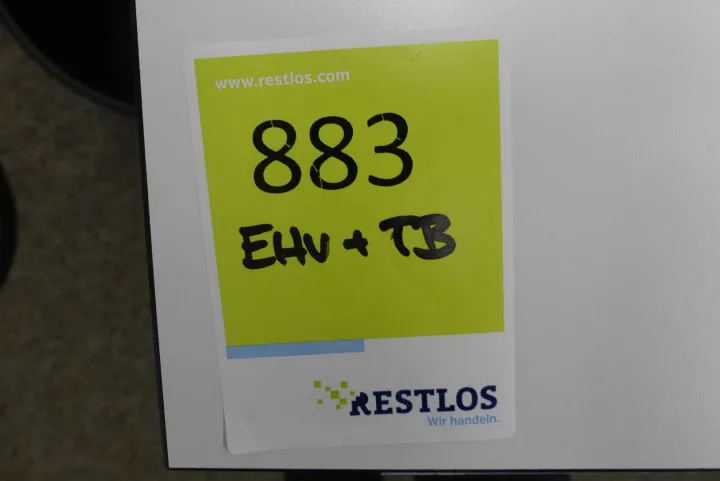 www.restlos.com
883
EHV + TB
RESTLOS
Wir handeln.